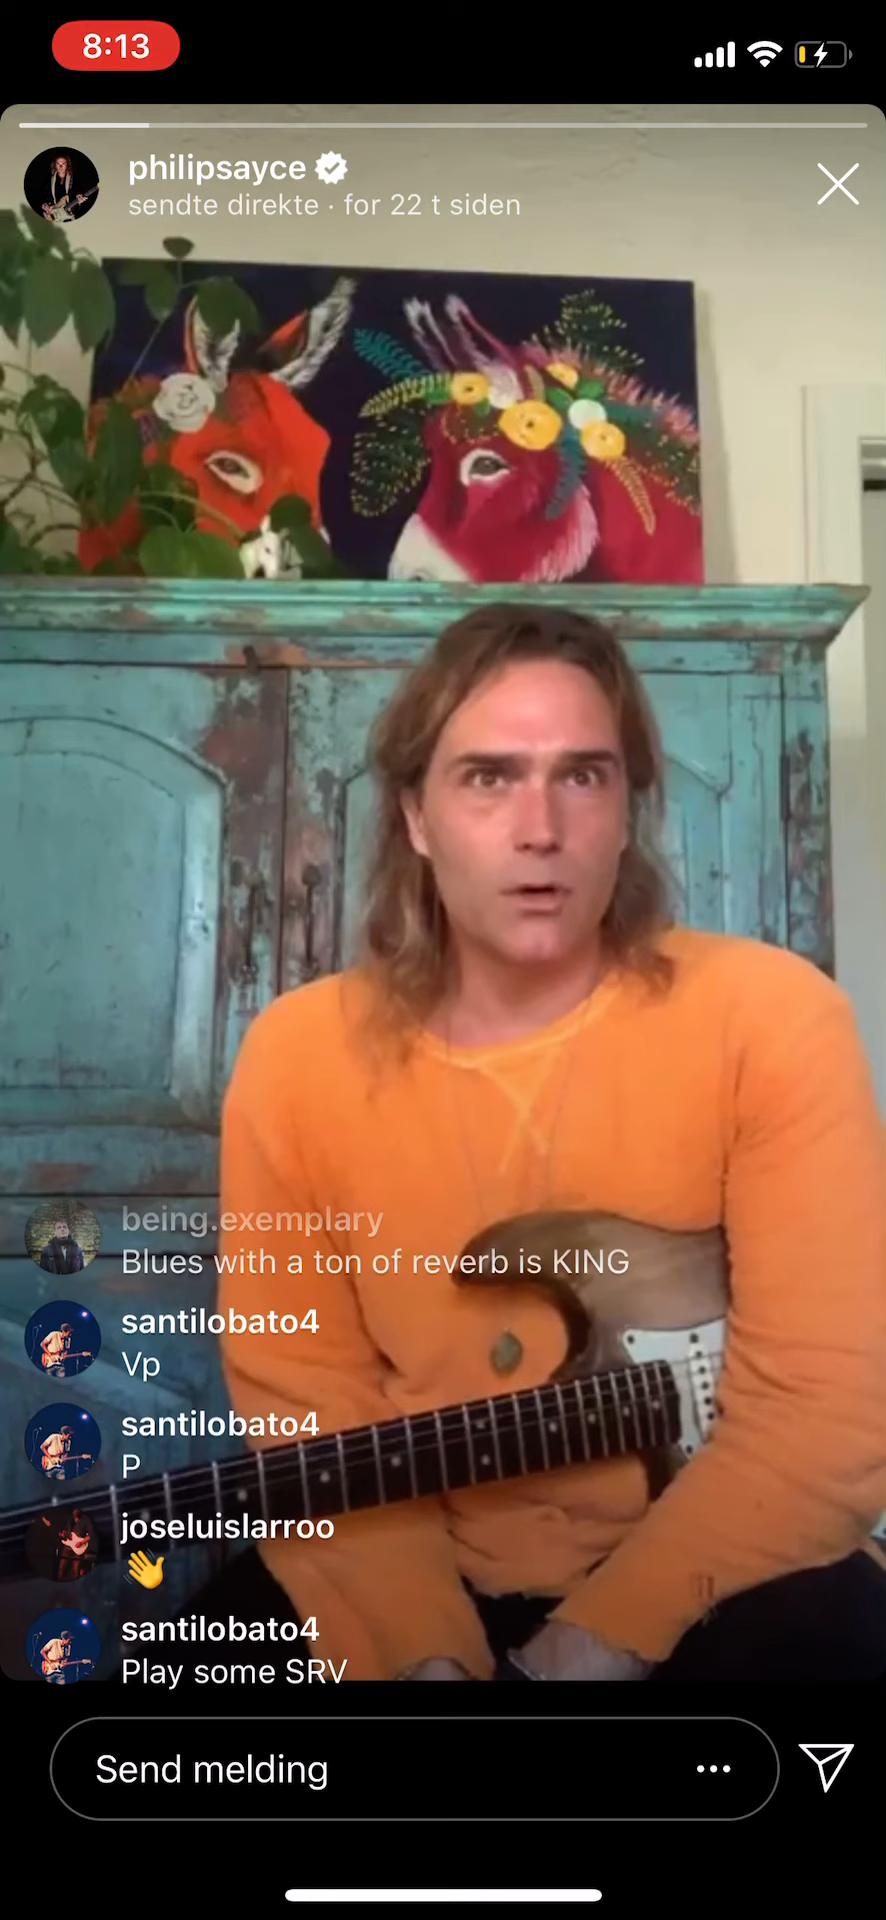 8:13
philipsayce
sendte direkte · for 22 t siden
being.exemplary
Blues with a ton of reverb is KING
santilobato4
Vp
santilobato4
P
joseluislarroo
👋
santilobato4
Play some SRV
Send melding